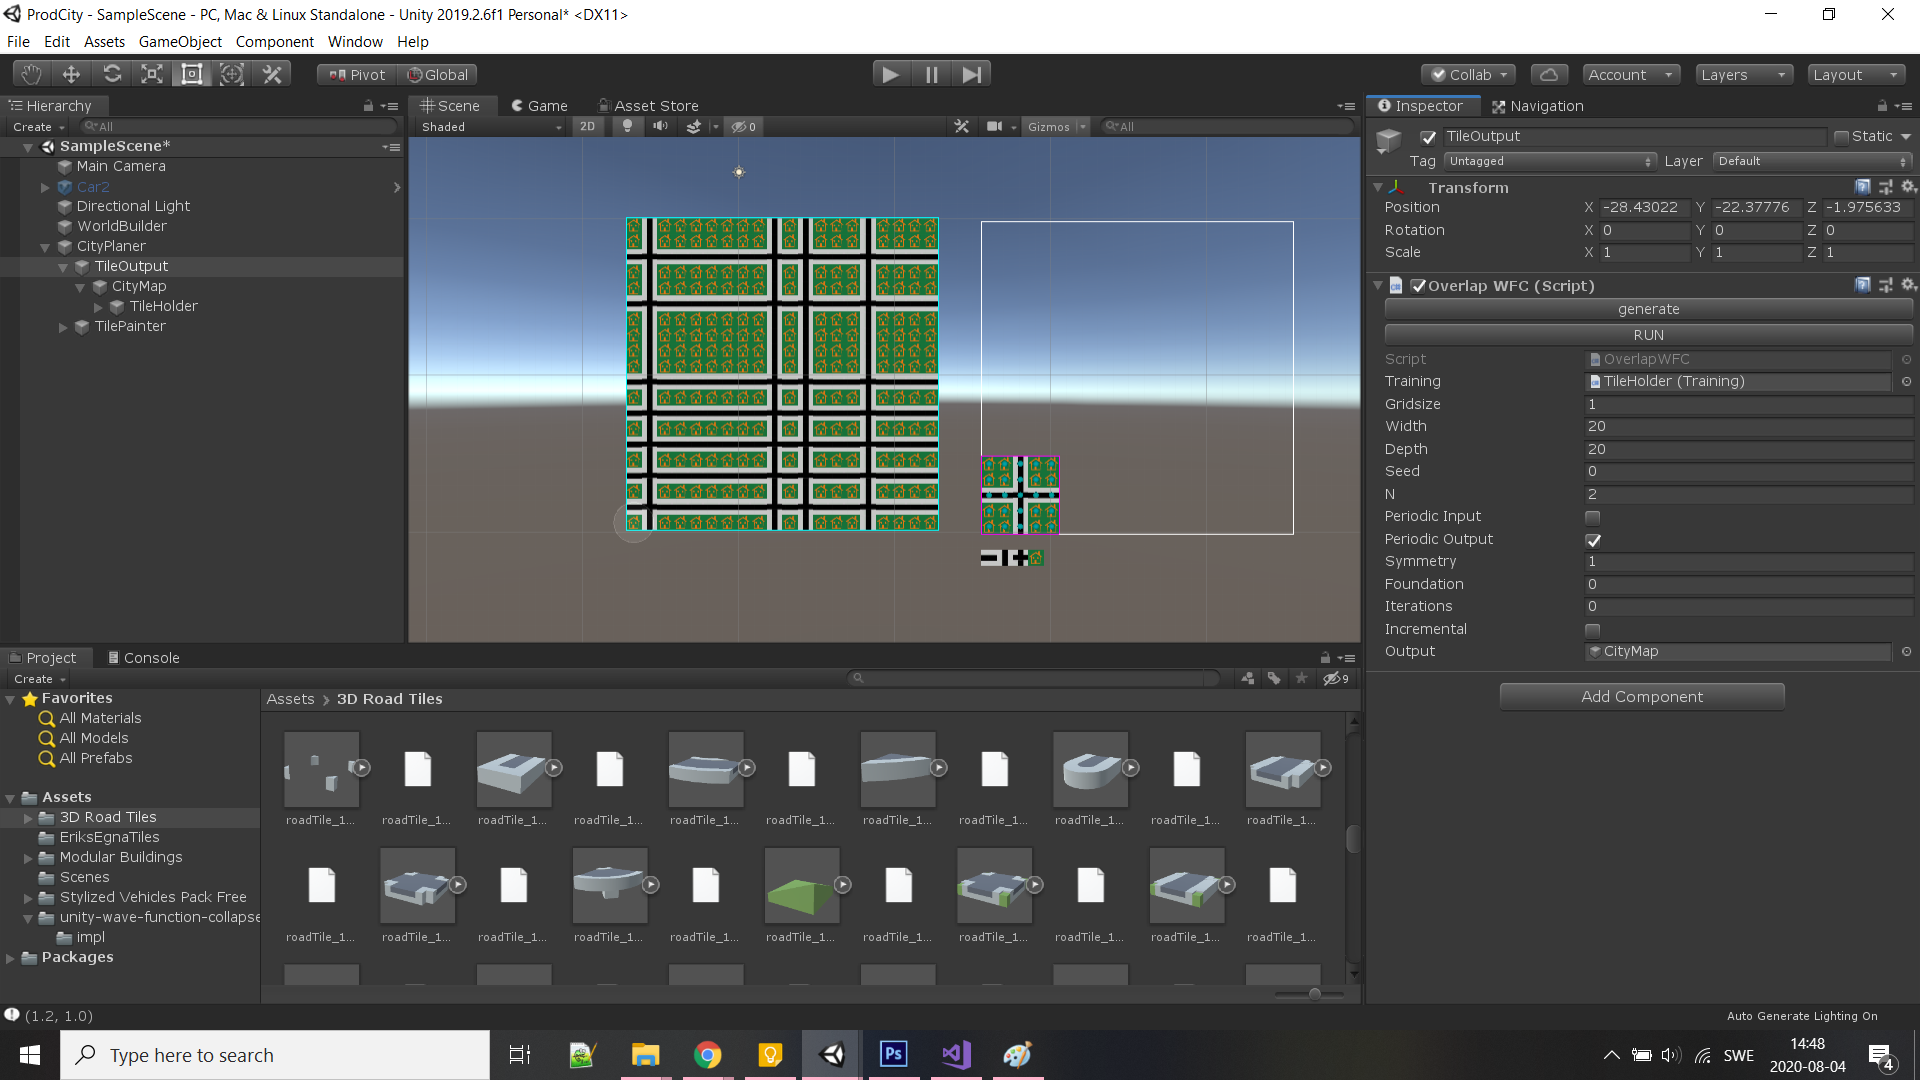 ProdCity - SampleScene - PC, Mac & Linux Standalone - Unity 2019.2.6f1 Personal* <DX11>
File Edit Assets GameObject Component Window Help
Pivot Global Collab Account Layers Layout
Hierarchy
Create All
SampleScene*
Main Camera
Car2
Directional Light
WorldBuilder
CityPlaner
TileOutput
CityMap
TileHolder
TilePainter
Scene Game Asset Store
Shaded 2D 0 Gizmos All
Inspector Navigation
TileOutput Static
Tag Untagged Layer Default
Transform
Position X -28.43022 Y -22.37776 Z -1.975633
Rotation X 0 Y 0 Z 0
Scale X 1 Y 1 Z 1
Overlap WFC (Script)
generate
RUN
Script OverlapWFC
Training TileHolder (Training)
Gridsize 1
Width 20
Depth 20
Seed 0
N 2
Periodic Input
Periodic Output
Symmetry 1
Foundation 0
Iterations 0
Incremental
Output CityMap
Add Component
Project Console
Create 9
Favorites
All Materials
All Models
All Prefabs
Assets
3D Road Tiles
EriksEgnaTiles
Modular Buildings
Scenes
Stylized Vehicles Pack Free
unity-wave-function-collapse
impl
Packages
Assets 3D Road Tiles
roadTile_1... roadTile_1... roadTile_1... roadTile_1... roadTile_1... roadTile_1... roadTile_1... roadTile_1... roadTile_1... roadTile_1... roadTile_1...
roadTile_1... roadTile_1... roadTile_1... roadTile_1... roadTile_1... roadTile_1... roadTile_1... roadTile_1... roadTile_1... roadTile_1... roadTile_1...
(1.2, 1.0)
Auto Generate Lighting On
Type here to search
Ps
SWE
14:48
2020-08-04
4